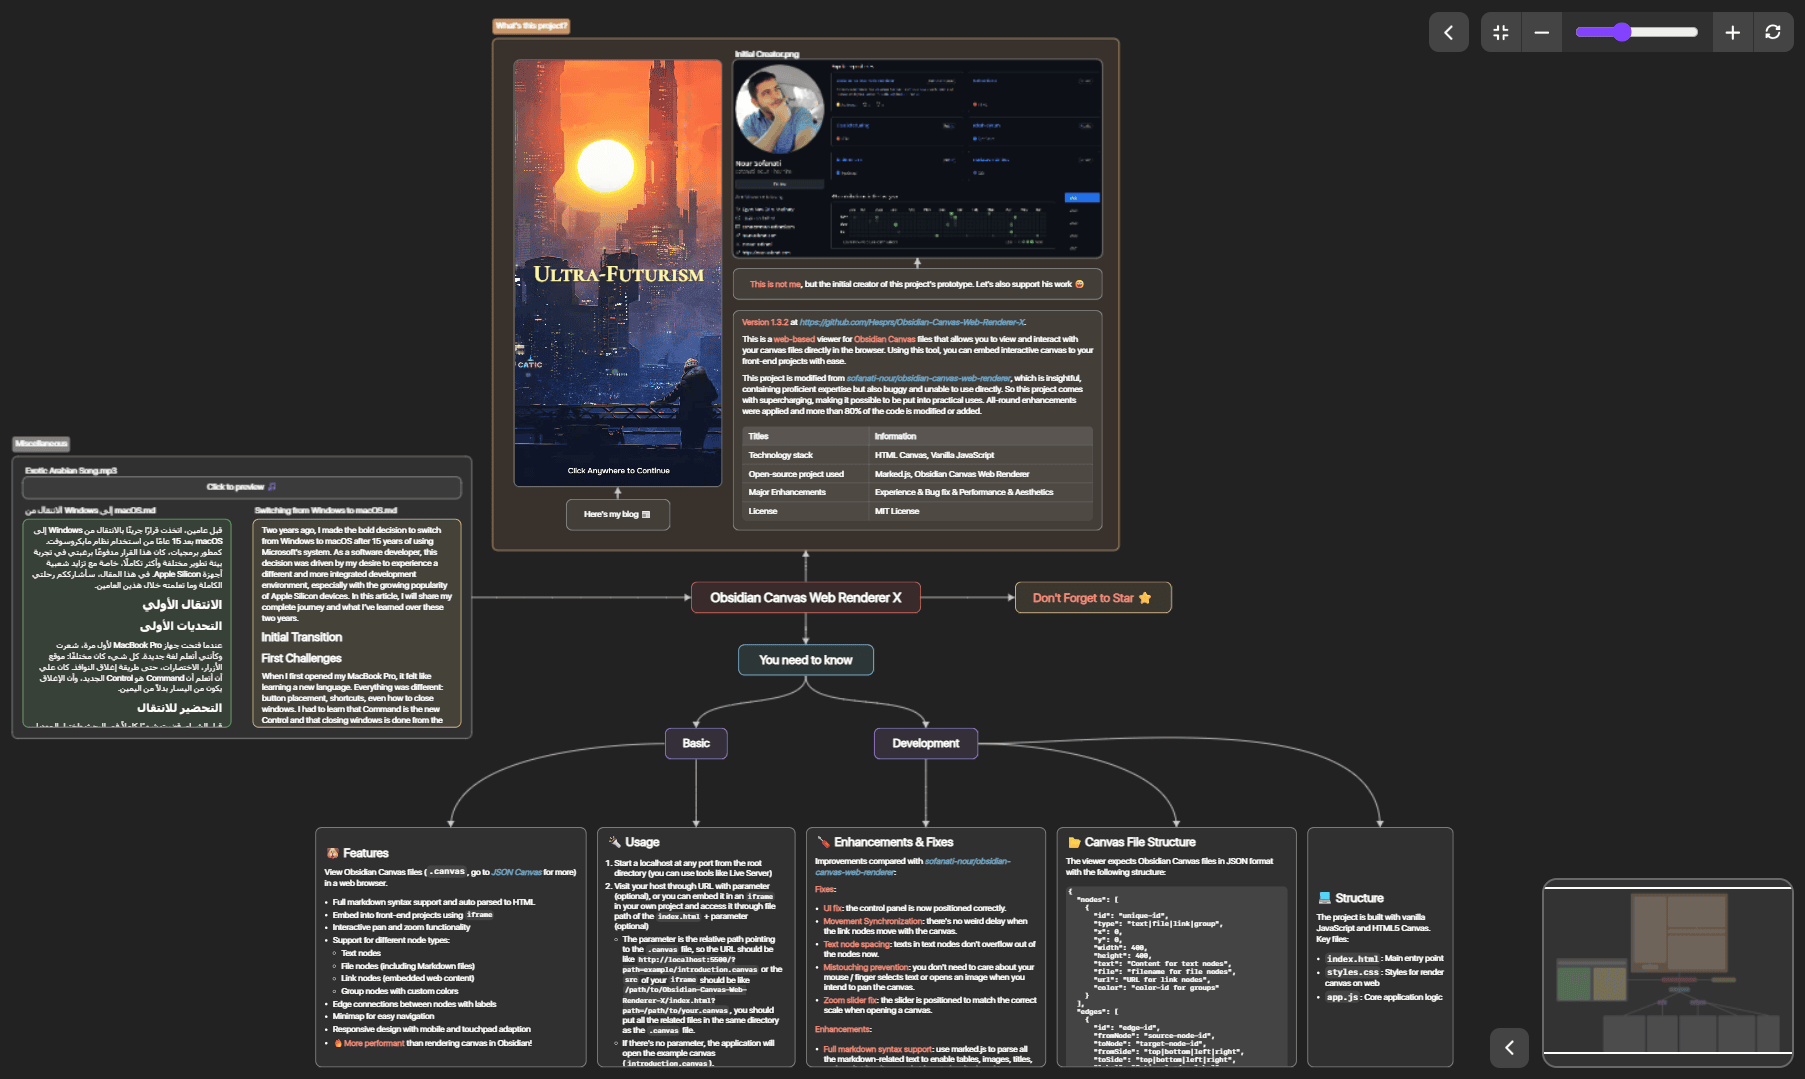 What's this project?
Initial Creator.png
Nour Sofanati
ULTRA-FUTURISM
CATIC
Click Anywhere to Continue
Here's my blog
This is not me, but the initial creator of this project's prototype. Let's also support his work 😄
Version 1.3.2 at https://github.com/Hesprs/Obsidian-Canvas-Web-Renderer-X.
This is a web-based viewer for Obsidian Canvas files that allows you to view and interact with
your canvas files directly in the browser. Using this tool, you can embed interactive canvas to your
front-end projects with ease.
This project is modified from sofanati-nour/obsidian-canvas-web-renderer, which is insightful,
containing proficient expertise but also buggy and unable to use directly. So this project comes
with supercharging, making it possible to be put into practical uses. All-round enhancements
were applied and more than 80% of the code is modified or added.
Titles Information
Technology stack HTML Canvas, Vanilla JavaScript
Open-source project used Marked.js, Obsidian Canvas Web Renderer
Major Enhancements Experience & Bug fix & Performance & Aesthetics
License MIT License
Miscellaneous
Exotic Arabian Song.mp3
Click to preview 🎵
الانتقال من Windows إلى macOS.md
قبل عامين، اتخذت قرارًا جريئًا بالانتقال من Windows إلى
macOS بعد 15 عامًا من استخدام نظام مايكروسوفت.
كمطور برمجيات، كان هذا القرار مدفوعًا برغبتي في تجربة
بيئة تطوير مختلفة وأكثر تكاملًا، خاصة مع تزايد شعبية
أجهزة Apple Silicon. في هذا المقال، سأشارككم رحلتي
الكاملة وما تعلمته خلال هذين العامين.
الانتقال الأولي
التحديات الأولى
عندما فتحت جهاز MacBook Pro لأول مرة، شعرت
وكأنني أتعلم لغة جديدة. كل شيء كان مختلفًا: موقع
الأزرار، الاختصارات، حتى طريقة إغلاق النوافذ. كان علي
أن أتعلم أن Command هو Control الجديد، وأن الإغلاق
يكون من اليسار بدلاً من اليمين.
التحضير للانتقال
Switching from Windows to macOS.md
Two years ago, I made the bold decision to switch
from Windows to macOS after 15 years of using
Microsoft's system. As a software developer, this
decision was driven by my desire to experience a
different and more integrated development
environment, especially with the growing popularity
of Apple Silicon devices. In this article, I will share my
complete journey and what I've learned over these
two years.
Initial Transition
First Challenges
When I first opened my MacBook Pro, it felt like
learning a new language. Everything was different:
button placement, shortcuts, even how to close
windows. I had to learn that Command is the new
Control and that closing windows is done from the
Obsidian Canvas Web Renderer X
Don't Forget to Star ⭐
You need to know
Basic
Development
Features
View Obsidian Canvas files ( .canvas , go to JSON Canvas for more)
in a web browser.
• Full markdown syntax support and auto parsed to HTML
• Embed into front-end projects using iframe
• Interactive pan and zoom functionality
• Support for different node types:
◦ Text nodes
◦ File nodes (including Markdown files)
◦ Link nodes (embedded web content)
◦ Group nodes with custom colors
• Edge connections between nodes with labels
• Minimap for easy navigation
• Responsive design with mobile and touchpad adaption
• 🔥 More performant than rendering canvas in Obsidian!
Usage
1. Start a localhost at any port from the root
directory (you can use tools like Live Server)
2. Visit your host through URL with parameter
(optional), or you can embed it in an iframe
in your own project and access it through file
path of the index.html + parameter
(optional)
◦ The parameter is the relative path pointing
to the .canvas file, so the URL should be
like http://localhost:5500/?
path=example/introduction.canvas or the
src of your iframe should be like
/path/to/Obsidian-Canvas-Web-
Renderer-X/index.html?
path=/path/to/your.canvas , you should
put all the related files in the same directory
as the .canvas file.
◦ If there's no parameter, the application will
open the example canvas
(introduction.canvas).
Enhancements & Fixes
Improvements compared with sofanati-nour/obsidian-
canvas-web-renderer:
Fixes:
• UI fix: the control panel is now positioned correctly.
• Movement Synchronization: there's no weird delay when
the link nodes move with the canvas.
• Text node spacing: texts in text nodes don't overflow out of
the nodes now.
• Mistouching prevention: you don't need to care about your
mouse / finger selects text or opens an image when you
intend to pan the canvas.
• Zoom slider fix: the slider is positioned to match the correct
scale when opening a canvas.
Enhancements:
• Full markdown syntax support: use marked.js to parse all
the markdown-related text to enable tables, images, titles,
Canvas File Structure
The viewer expects Obsidian Canvas files in JSON format
with the following structure:
{
"nodes": [
{
"id": "unique-id",
"type": "text|file|link|group",
"x": 0,
"y": 0,
"width": 400,
"height": 400,
"text": "Content for text nodes",
"file": "filename for file nodes",
"url": "URL for link nodes",
"color": "color-id for groups"
}
],
"edges": [
{
"id": "edge-id",
"fromNode": "source-node-id",
"toNode": "target-node-id",
"fromSide": "top|bottom|left|right",
"toSide": "top|bottom|left|right",
Structure
The project is built with vanilla
JavaScript and HTML5 Canvas.
Key files:
• index.html : Main entry point
• styles.css : Styles for render
canvas on web
• app.js : Core application logic